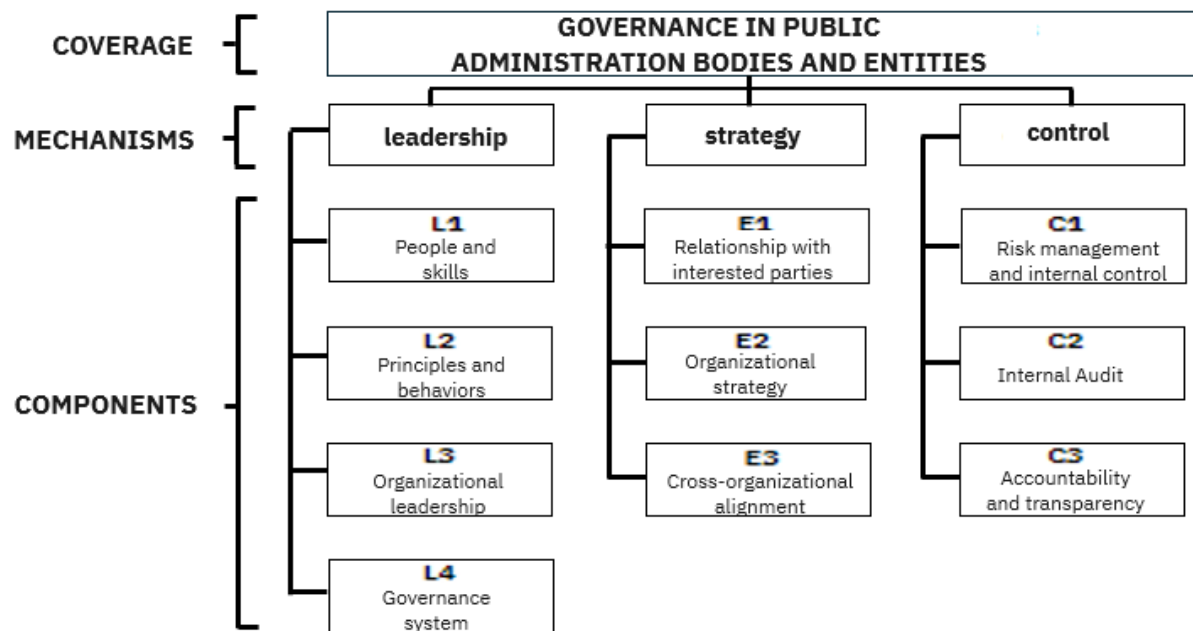 COVERAGE
GOVERNANCE IN PUBLIC
ADMINISTRATION BODIES AND ENTITIES
MECHANISMS
leadership
strategy
control
COMPONENTS
L1
People and
skills
E1
Relationship with
interested parties
C1
Risk management
and internal control
L2
Principles and
behaviors
E2
Organizational
strategy
C2
Internal Audit
L3
Organizational
leadership
E3
Cross-organizational
alignment
C3
Accountability
and transparency
L4
Governance
system